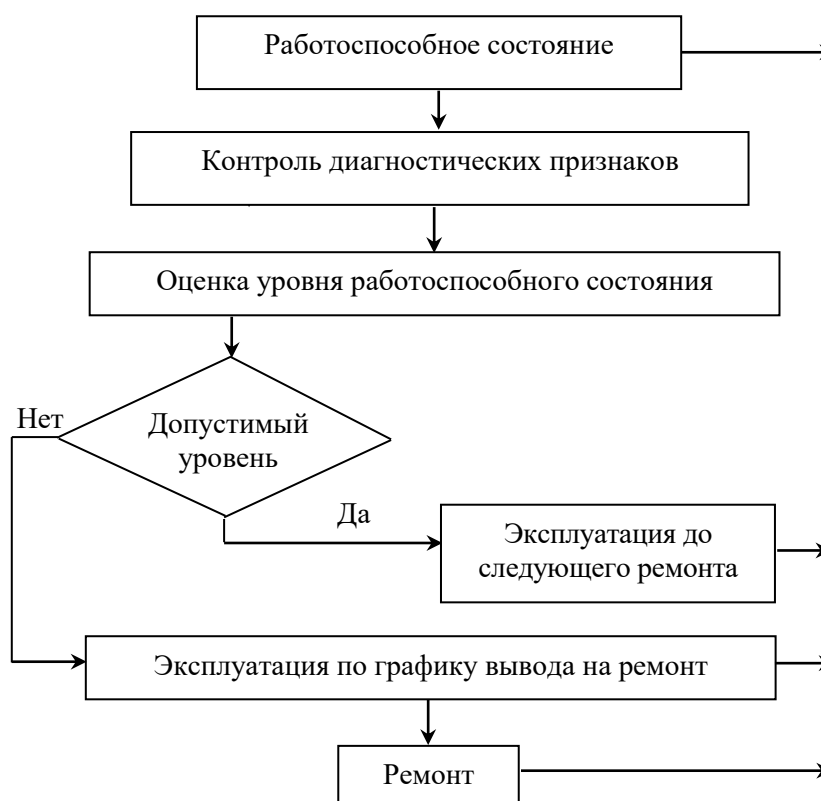 Работоспособное состояние
Контроль диагностических признаков
Оценка уровня работоспособного состояния
Нет
Допустимый
уровень
Да
Эксплуатация до
следующего ремонта
Эксплуатация по графику вывода на ремонт
Ремонт